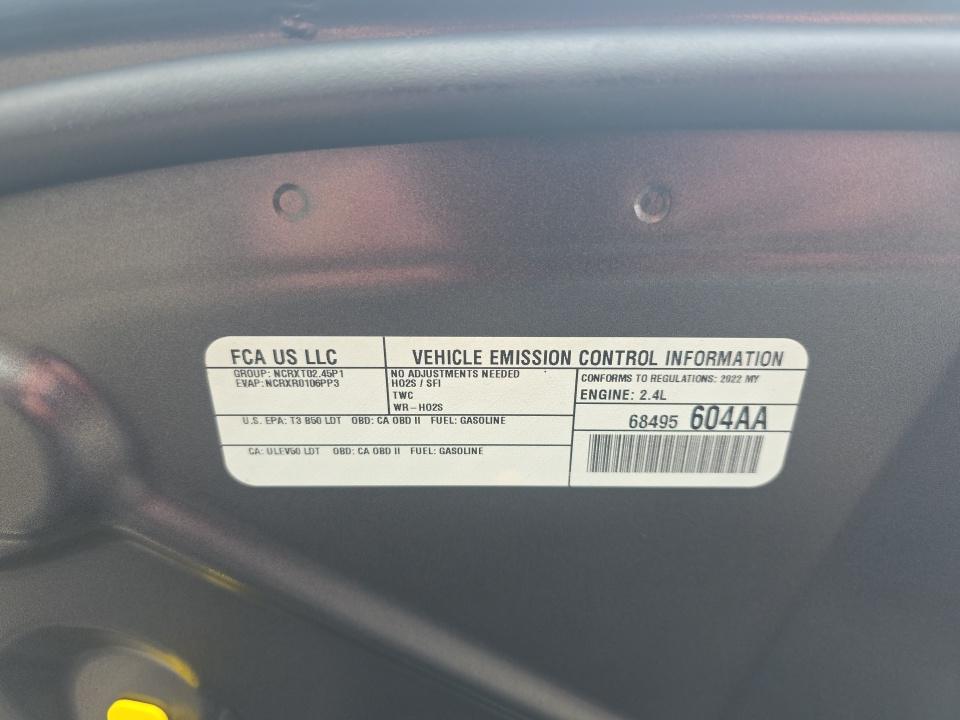 FCA US LLC
VEHICLE EMISSION CONTROL INFORMATION
GROUP: NCRXT02.45P1
EVAP:NCRXR0106PP3
NO ADJUSTMENTS NEEDED
HO2S / SFI
TWC
WR-HO2S
CONFORMS TO REGULATIONS: 2022 MY
ENGINE: 2.4L
68495 604AA
U.S. EPA: T3 B50 LDT OBD: CA OBD II FUEL: GASOLINE
CA: ULEV50 LDT OBD: CA OBD II FUEL: GASOLINE